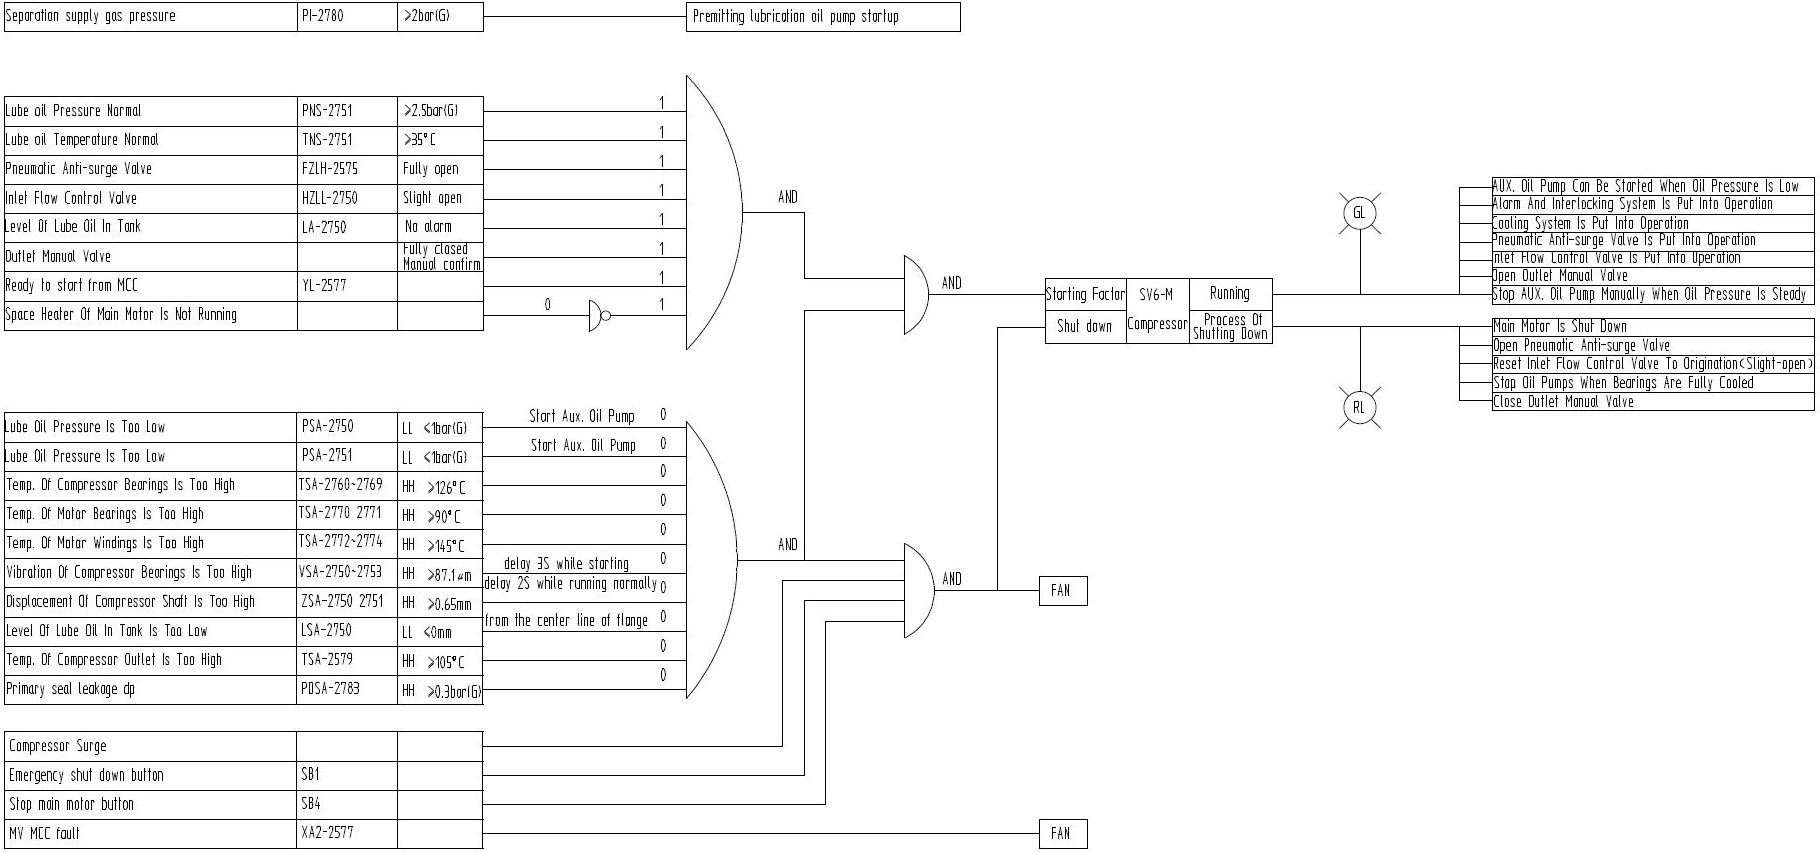 Separation supply gas pressure PI-2780 ≥2bar(G) Premitting lubrication oil pump startup
Lube oil Pressure Normal PNS-2751 ≥2.5bar(G) 1
Lube oil Temperature Normal TNS-2751 ≥35°C 1
Pneumatic Anti-surge Valve FZLH-2575 Fully open 1
Inlet Flow Control Valve HZLL-2750 Slight open 1
Level Of Lube Oil In Tank LA-2750 No alarm 1
Outlet Manual Valve Fully closed
Manual confirm 1
Ready to start from MCC YL-2577 1
Space Heater Of Main Motor Is Not Running 0 1
AND
AND
Starting Factor
Shut down
SV6-M
Compressor
Running
Process Of
Shutting Down
GL
RL
AUX. Oil Pump Can Be Started When Oil Pressure Is Low
Alarm And Interlocking System Is Put Into Operation
Cooling System Is Put Into Operation
Pneumatic Anti-surge Valve Is Put Into Operation
Inlet Flow Control Valve Is Put Into Operation
Open Outlet Manual Valve
Stop AUX. Oil Pump Manually When Oil Pressure Is Steady
Main Motor Is Shut Down
Open Pneumatic Anti-surge Valve
Reset Inlet Flow Control Valve To Origination(Slight-open)
Stop Oil Pumps When Bearings Are Fully Cooled
Close Outlet Manual Valve
Lube Oil Pressure Is Too Low PSA-2750 LL <1bar(G) Start Aux. Oil Pump 0
Lube Oil Pressure Is Too Low PSA-2751 LL <1bar(G) Start Aux. Oil Pump 0
Temp. Of Compressor Bearings Is Too High TSA-2760~2769 HH ≥126°C 0
Temp. Of Motor Bearings Is Too High TSA-2770 2771 HH ≥90°C 0
Temp. Of Motor Windings Is Too High TSA-2772~2774 HH ≥145°C 0
Vibration Of Compressor Bearings Is Too High VSA-2750~2753 HH ≥87.1μm delay 3S while starting 0
delay 2S while running normally
Displacement Of Compressor Shaft Is Too High ZSA-2750 2751 HH ≥0.65mm 0
Level Of Lube Oil In Tank Is Too Low LSA-2750 LL <0mm from the center line of flange 0
Temp. Of Compressor Outlet Is Too High TSA-2579 HH ≥105°C 0
Primary seal leakage dp PDSA-2783 HH ≥0.3bar(G) 0
AND
AND
FAN
Compressor Surge
Emergency shut down button SB1
Stop main motor button SB4
MV MCC fault XA2-2577 FAN